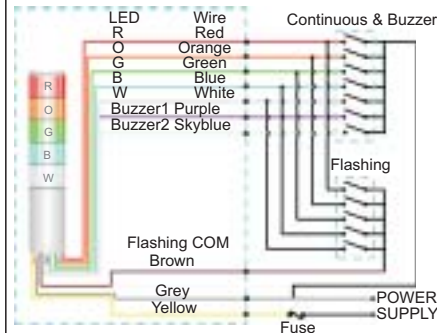 LED Wire
R Red
O Orange
G Green
B Blue
W White
Buzzer1 Purple
Buzzer2 Skyblue
Continuous & Buzzer
R
O
G
B
W
Flashing
Flashing COM
Brown
Grey
Yellow
POWER
SUPPLY
Fuse